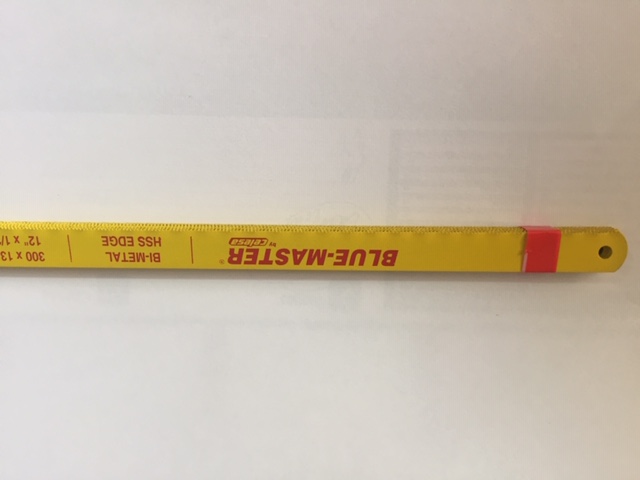 BLUE-MASTER®
by celesa
BI-METAL
HSS EDGE
300 x 13
12" x 1/